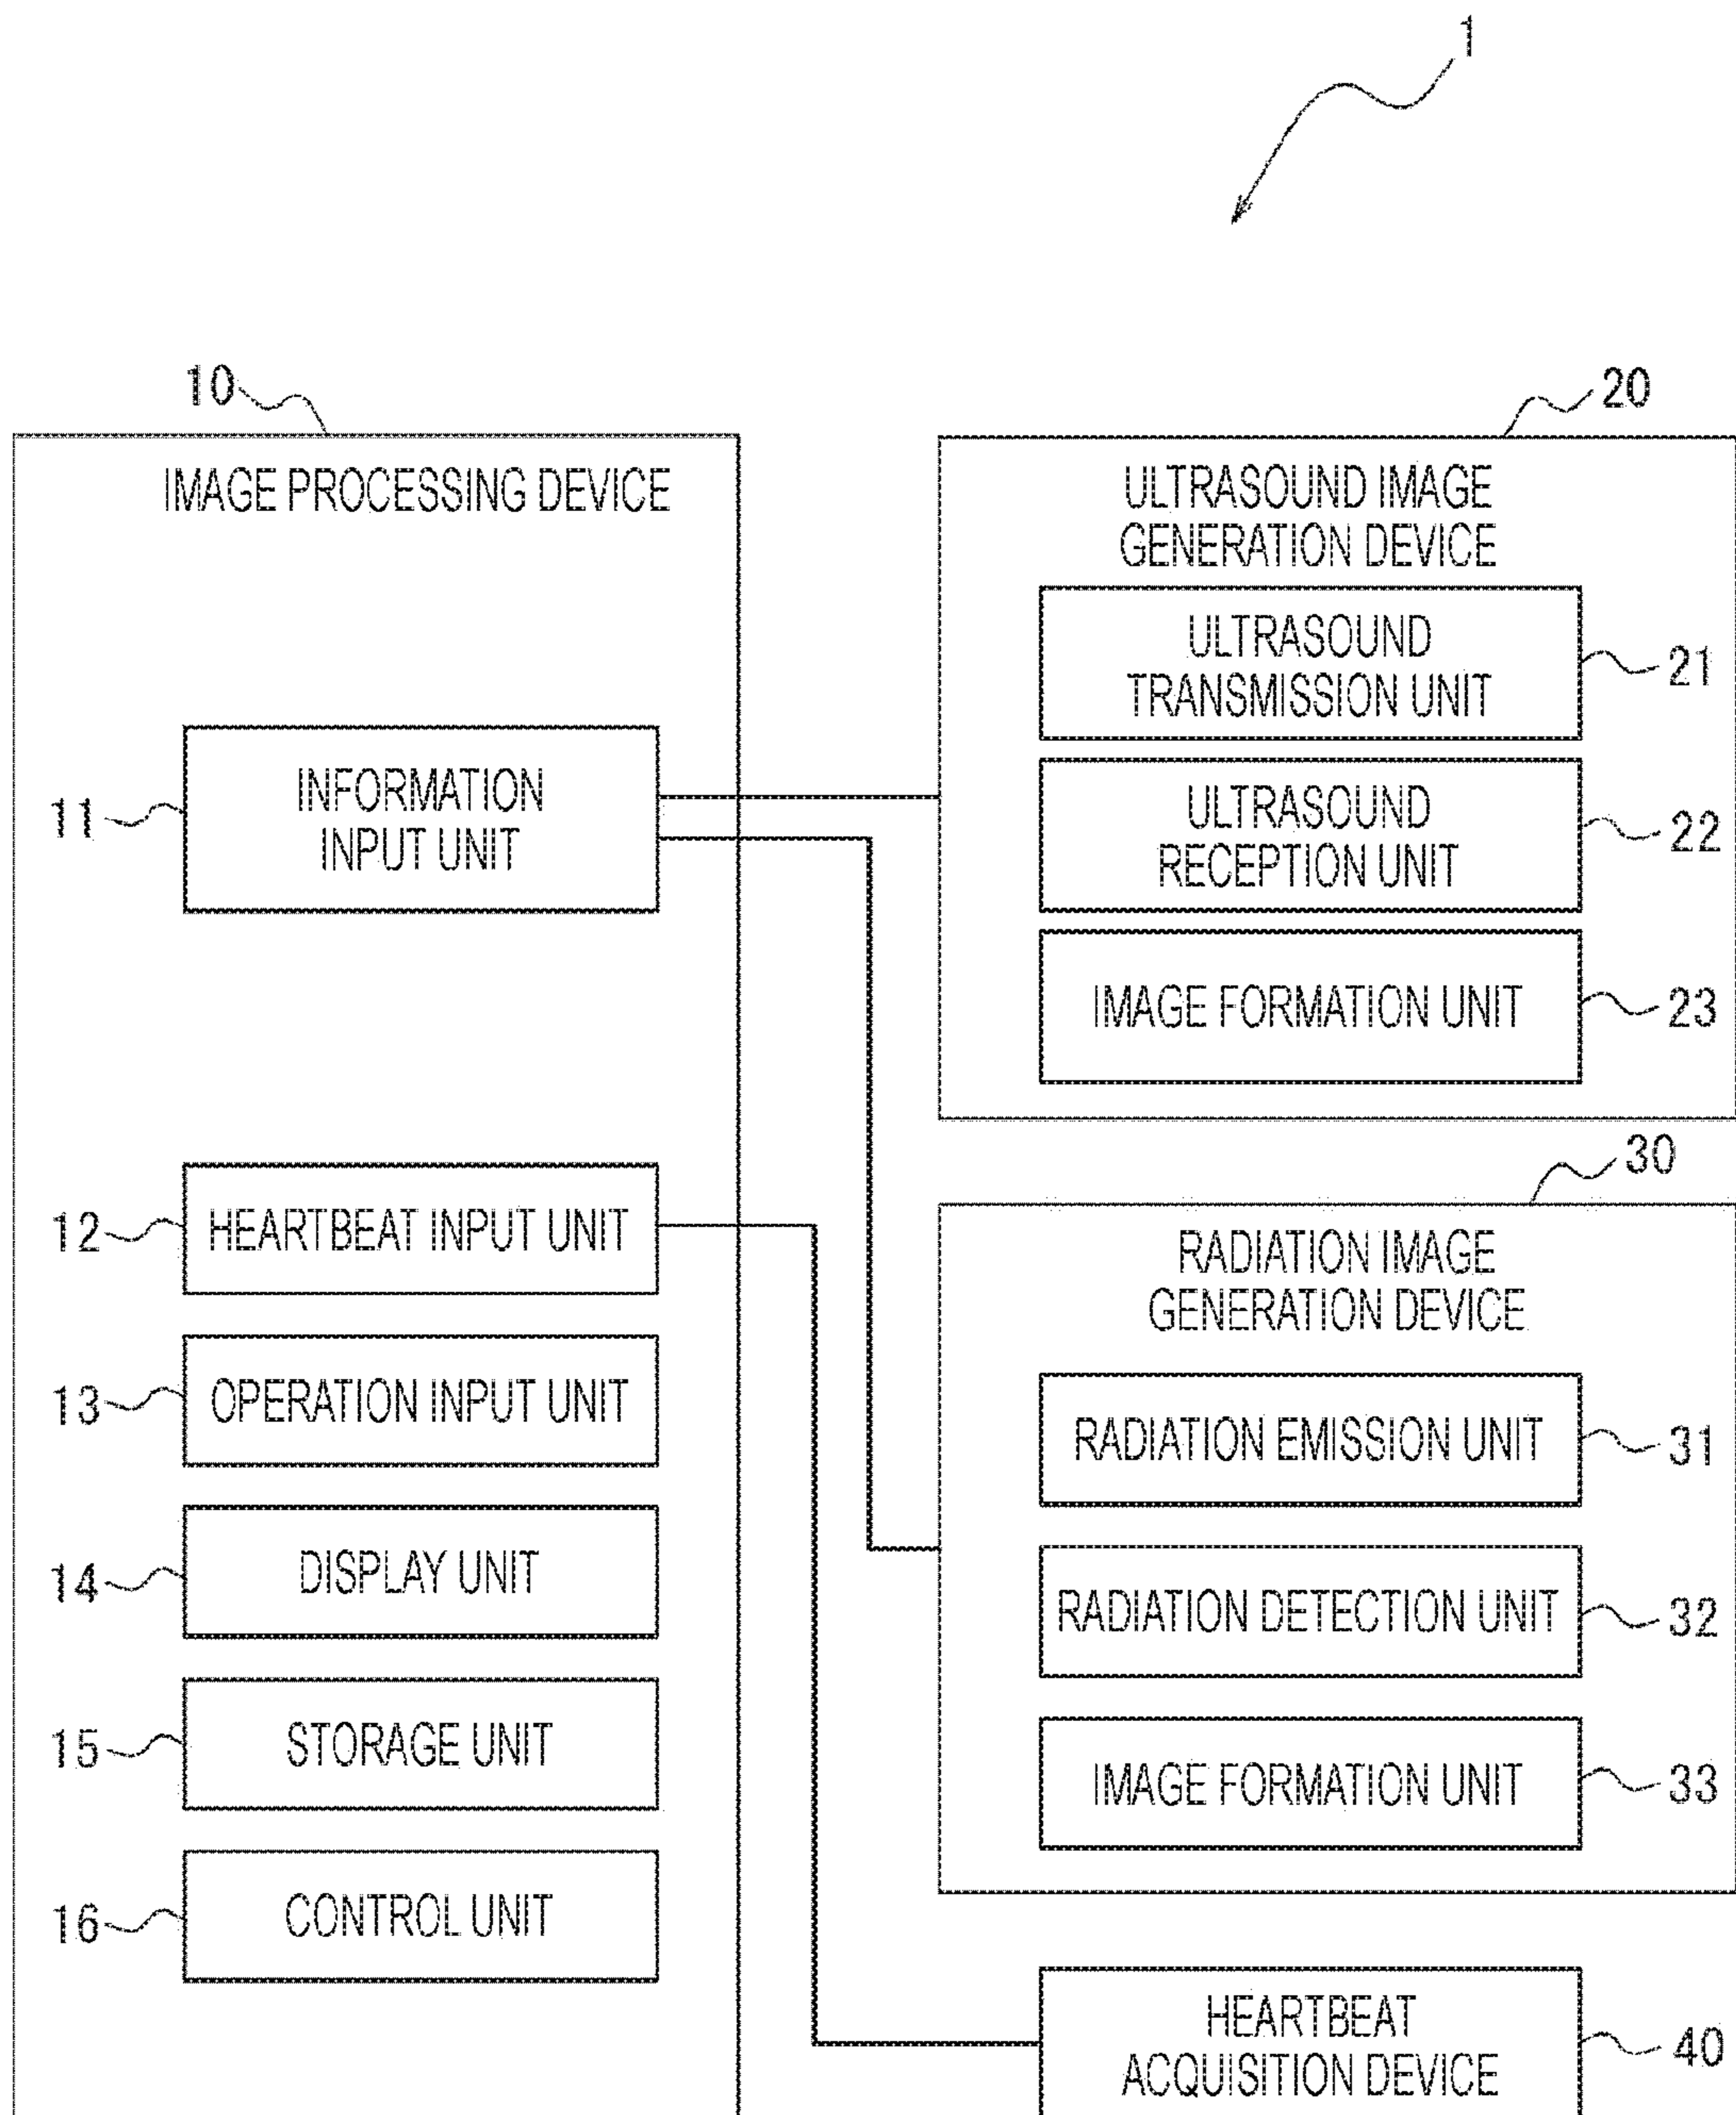 1
10
IMAGE PROCESSING DEVICE
11
INFORMATION
INPUT UNIT
12
HEARTBEAT INPUT UNIT
13
OPERATION INPUT UNIT
14
DISPLAY UNIT
15
STORAGE UNIT
16
CONTROL UNIT
20
ULTRASOUND IMAGE
GENERATION DEVICE
ULTRASOUND
TRANSMISSION UNIT
21
ULTRASOUND
RECEPTION UNIT
22
IMAGE FORMATION UNIT
23
30
RADIATION IMAGE
GENERATION DEVICE
RADIATION EMISSION UNIT
31
RADIATION DETECTION UNIT
32
IMAGE FORMATION UNIT
33
HEARTBEAT
ACQUISITION DEVICE
40